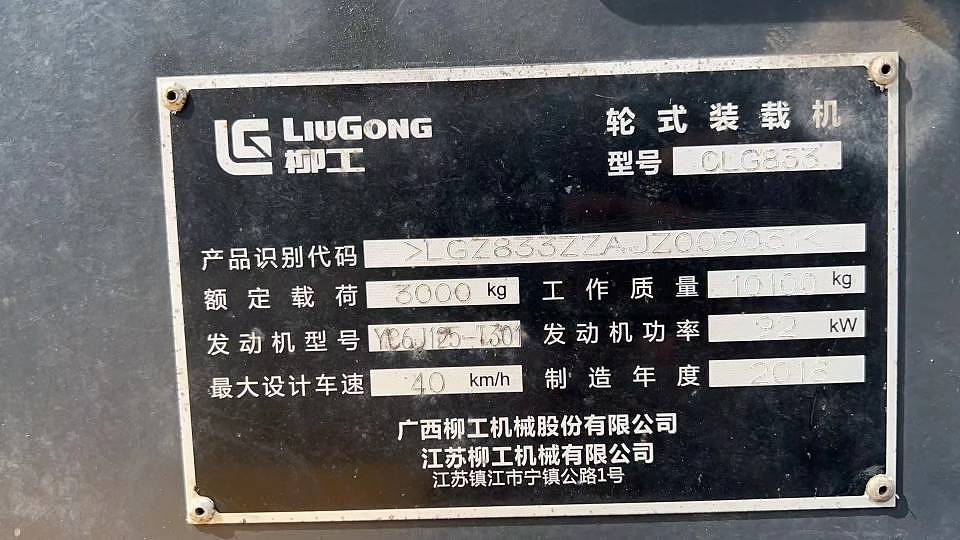 LIUGONG
柳工
轮式装载机
型号 CLG833
产品识别代码 >LGZ833ZZAJZ009061<
额定载荷 3000 kg 工作质量 10100 kg
发动机型号 YC6J125-T301 发动机功率 92 kW
最大设计车速 40 km/h 制造年度 2018
广西柳工机械股份有限公司
江苏柳工机械有限公司
江苏镇江市宁镇公路1号